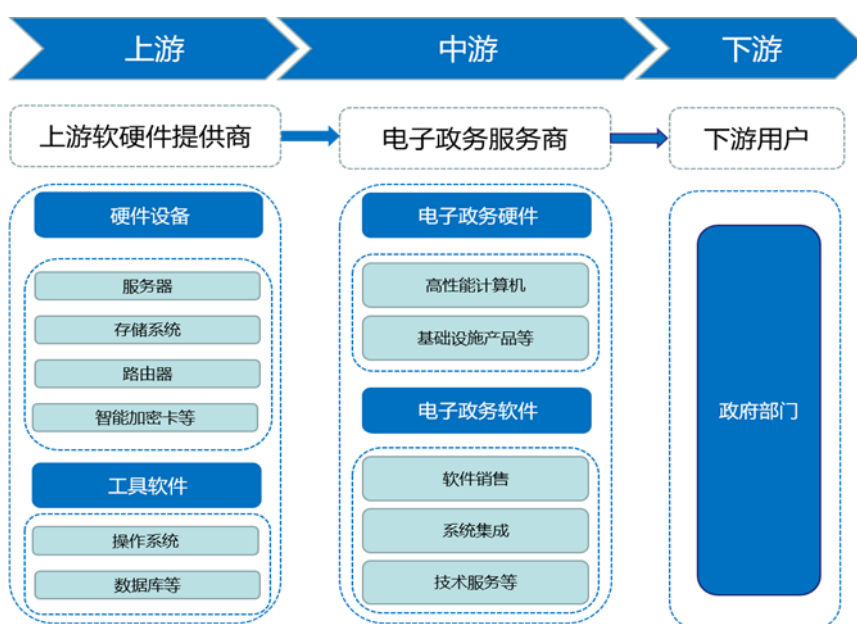 上游
中游
下游
上游软硬件提供商
电子政务服务商
下游用户
硬件设备
服务器
存储系统
路由器
智能加密卡等
工具软件
操作系统
数据库等
电子政务硬件
高性能计算机
基础设施产品等
电子政务软件
软件销售
系统集成
技术服务等
政府部门